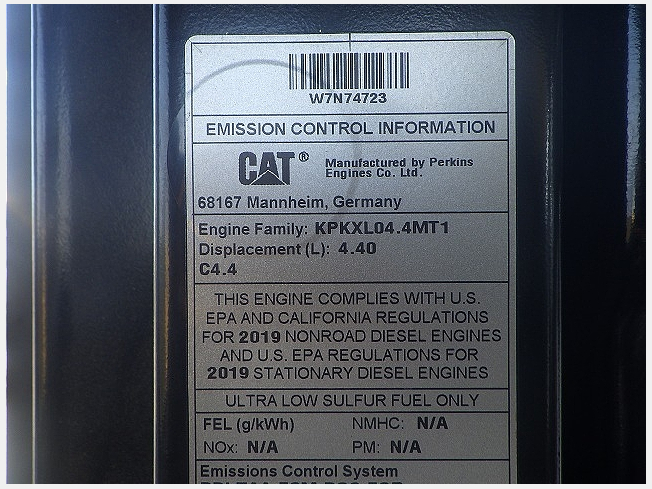 W7N74723
EMISSION CONTROL INFORMATION
CAT® Manufactured by Perkins
Engines Co. Ltd.
68167 Mannheim, Germany
Engine Family: KPKXL04.4MT1
Displacement (L): 4.40
C4.4
THIS ENGINE COMPLIES WITH U.S.
EPA AND CALIFORNIA REGULATIONS
FOR 2019 NONROAD DIESEL ENGINES
AND U.S. EPA REGULATIONS FOR
2019 STATIONARY DIESEL ENGINES
ULTRA LOW SULFUR FUEL ONLY
FEL (g/kWh) NMHC: N/A
NOx: N/A PM: N/A
Emissions Control System